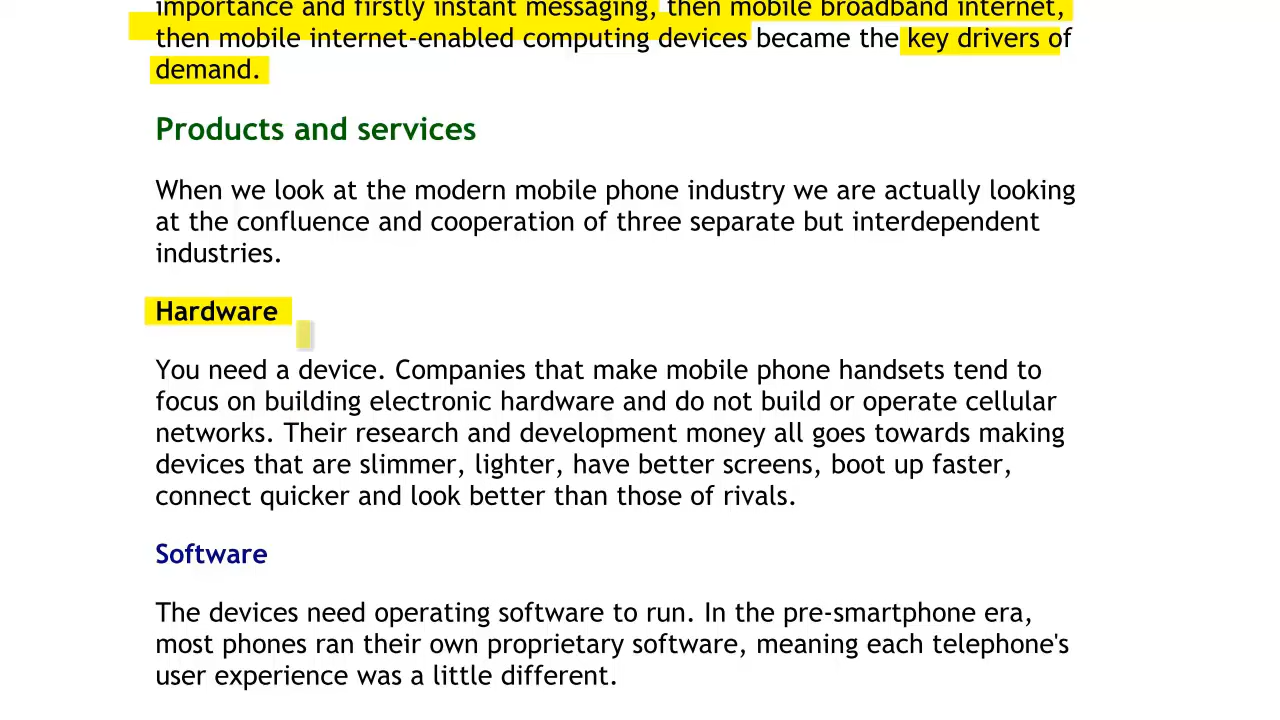 importance and firstly instant messaging, then mobile broadband internet,
then mobile internet-enabled computing devices became the key drivers of
demand.
Products and services
When we look at the modern mobile phone industry we are actually looking
at the confluence and cooperation of three separate but interdependent
industries.
Hardware
You need a device. Companies that make mobile phone handsets tend to
focus on building electronic hardware and do not build or operate cellular
networks. Their research and development money all goes towards making
devices that are slimmer, lighter, have better screens, boot up faster,
connect quicker and look better than those of rivals.
Software
The devices need operating software to run. In the pre-smartphone era,
most phones ran their own proprietary software, meaning each telephone's
user experience was a little different.